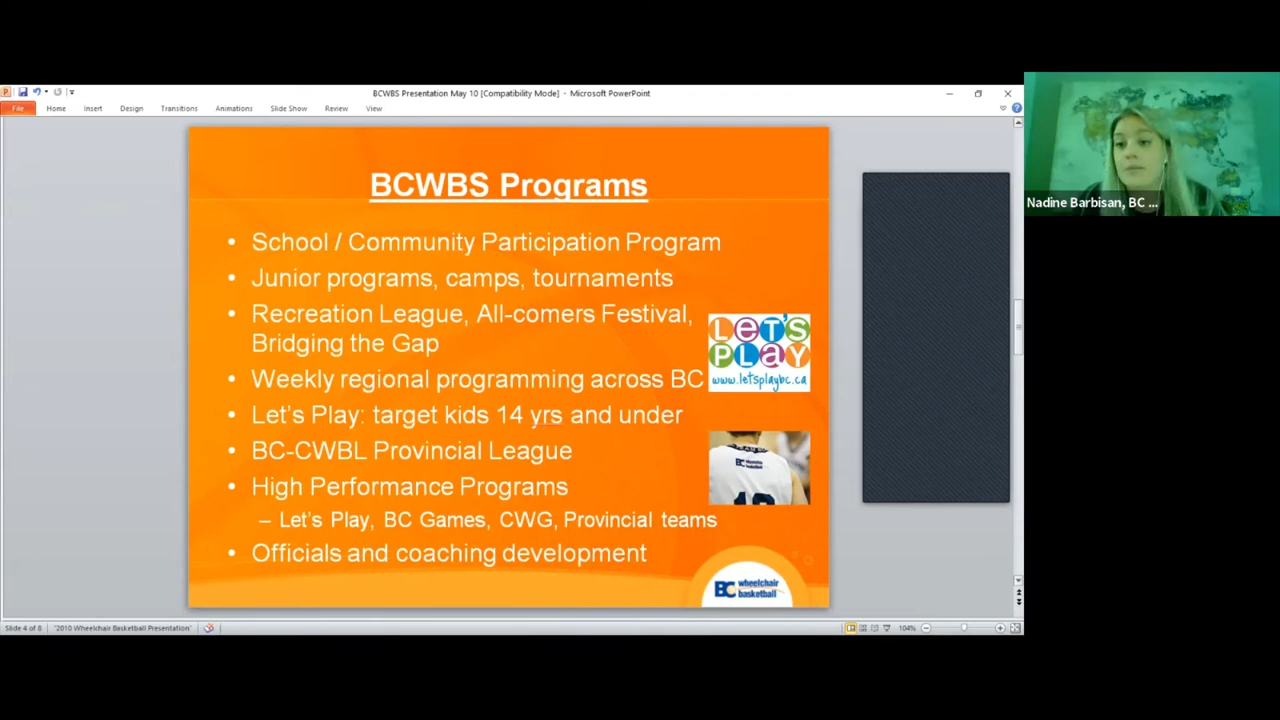 BCWBS Presentation May 10 [Compatibility Mode] - Microsoft PowerPoint
File Home Insert Design Transitions Animations Slide Show Review View
BCWBS Programs
• School / Community Participation Program
• Junior programs, camps, tournaments
• Recreation League, All-comers Festival,
Bridging the Gap
• Weekly regional programming across BC
• Let's Play: target kids 14 yrs and under
• BC-CWBL Provincial League
• High Performance Programs
– Let's Play, BC Games, CWG, Provincial teams
• Officials and coaching development
LET'S
PLAY
www.letsplaybc.ca
BC wheelchair
basketball
BC wheelchair
basketball
Nadine Barbisan, BC ...
Slide 4 of 8 "2010 Wheelchair Basketball Presentation" 104%